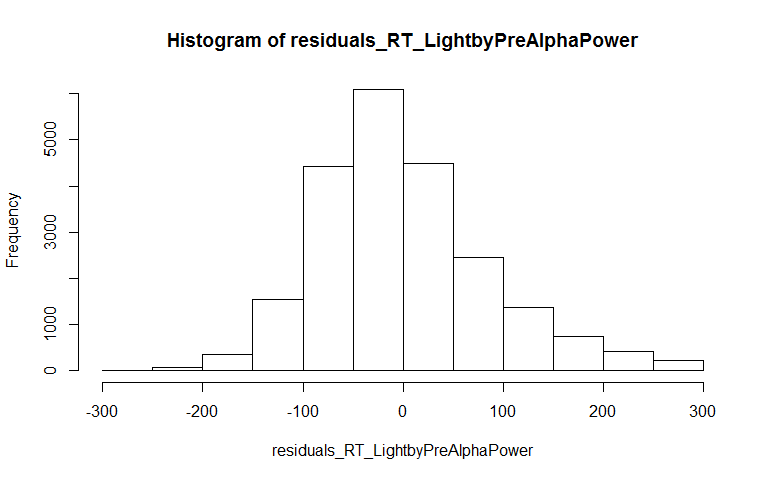 Histogram of residuals_RT_LightbyPreAlphaPower
Frequency
5000
3000
1000
0
-300 -200 -100 0 100 200 300
residuals_RT_LightbyPreAlphaPower